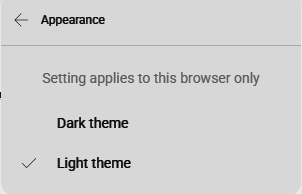 Appearance
Setting applies to this browser only
Dark theme
Light theme